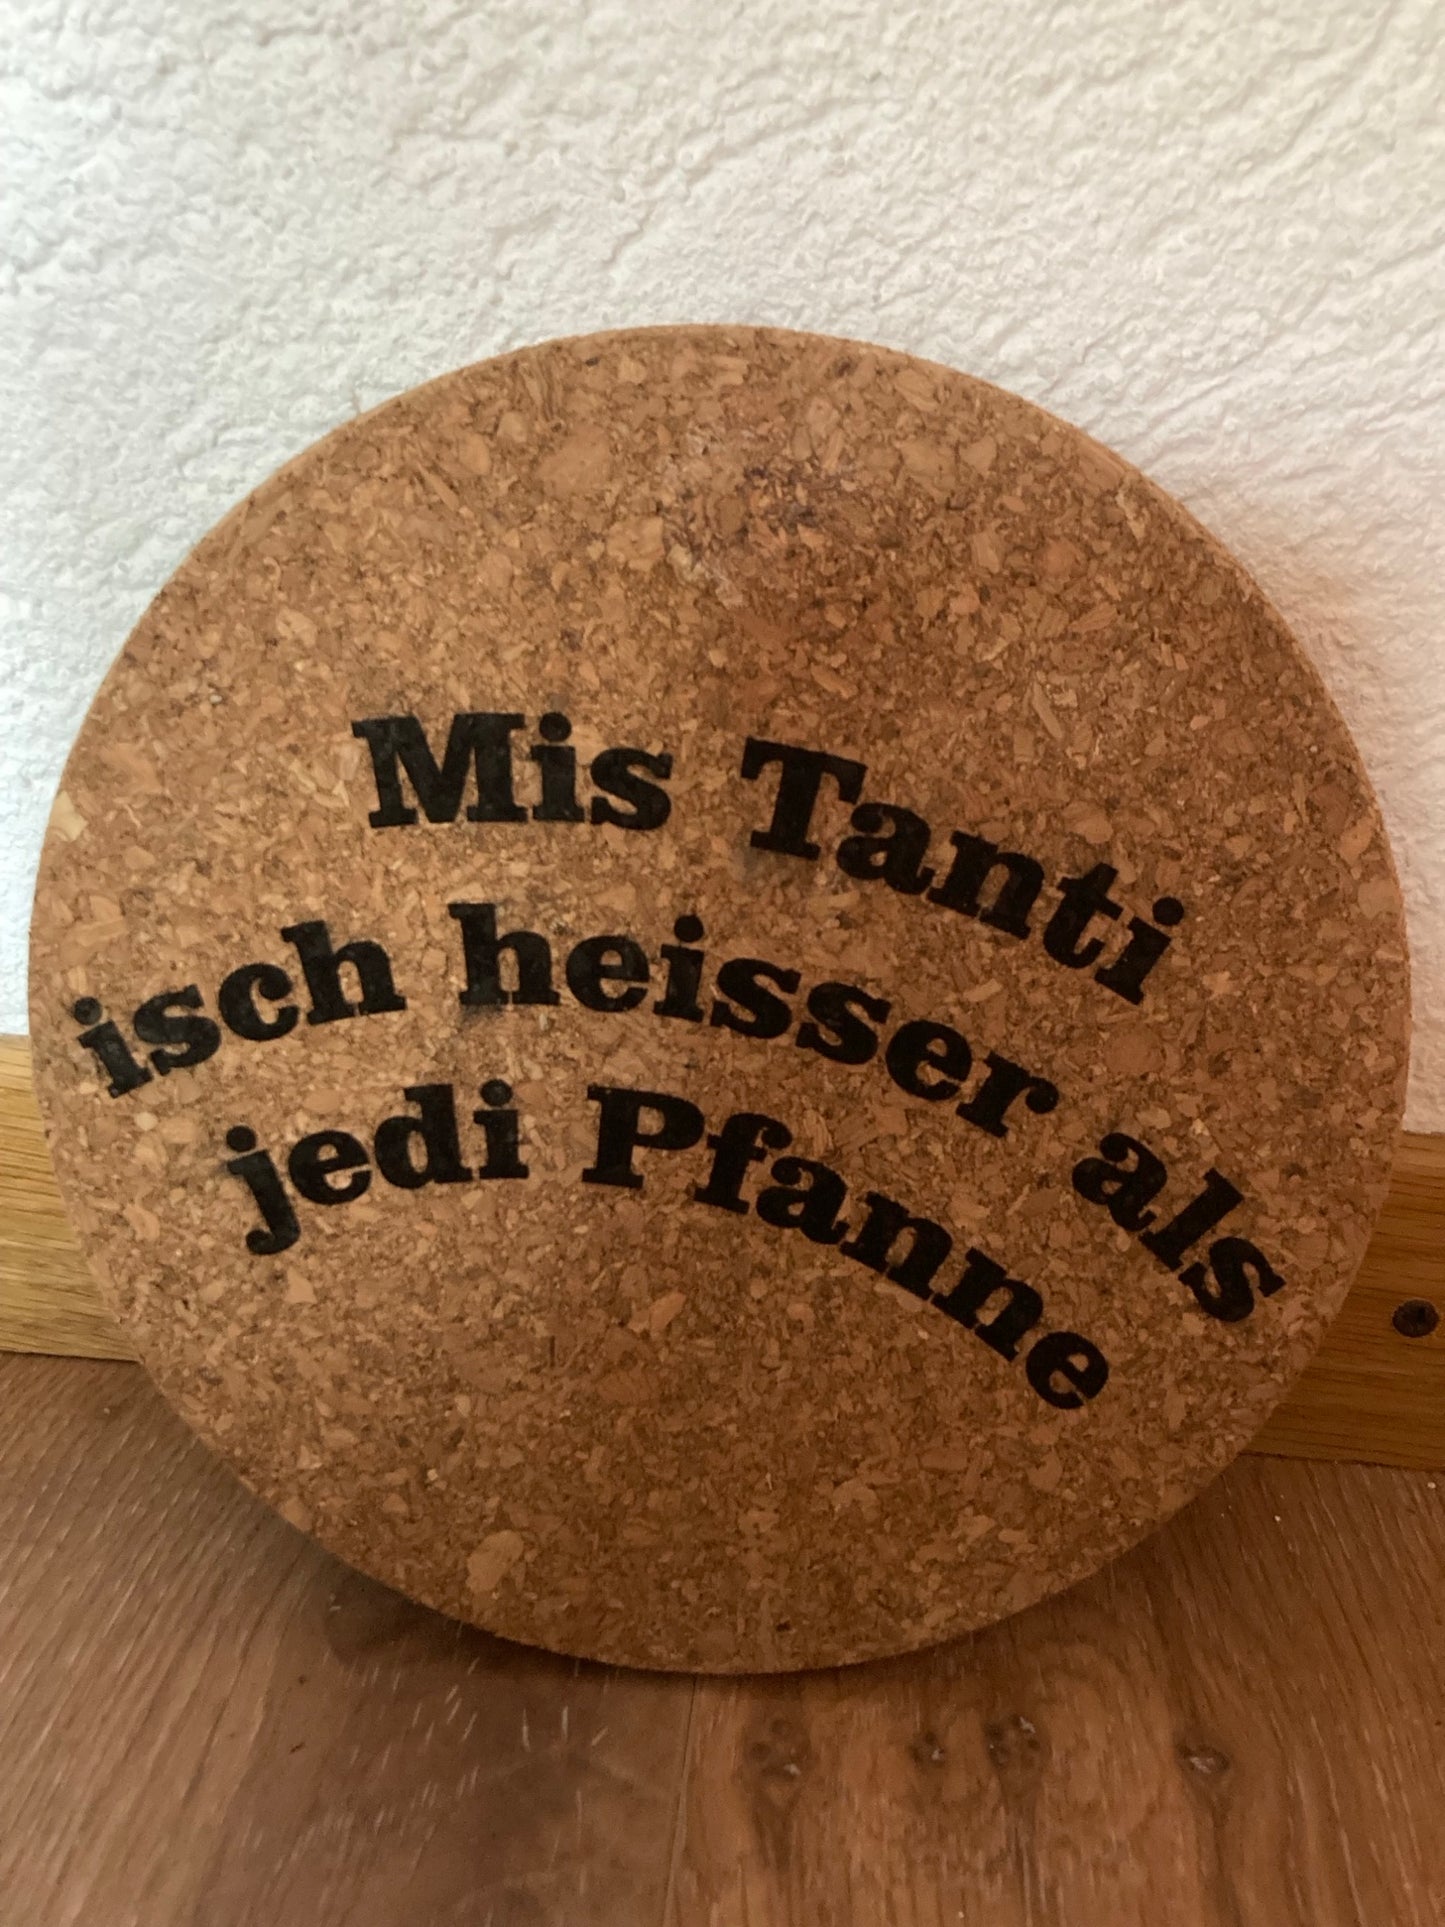 Mis Tanti
isch heisser als
jedi Pfanne